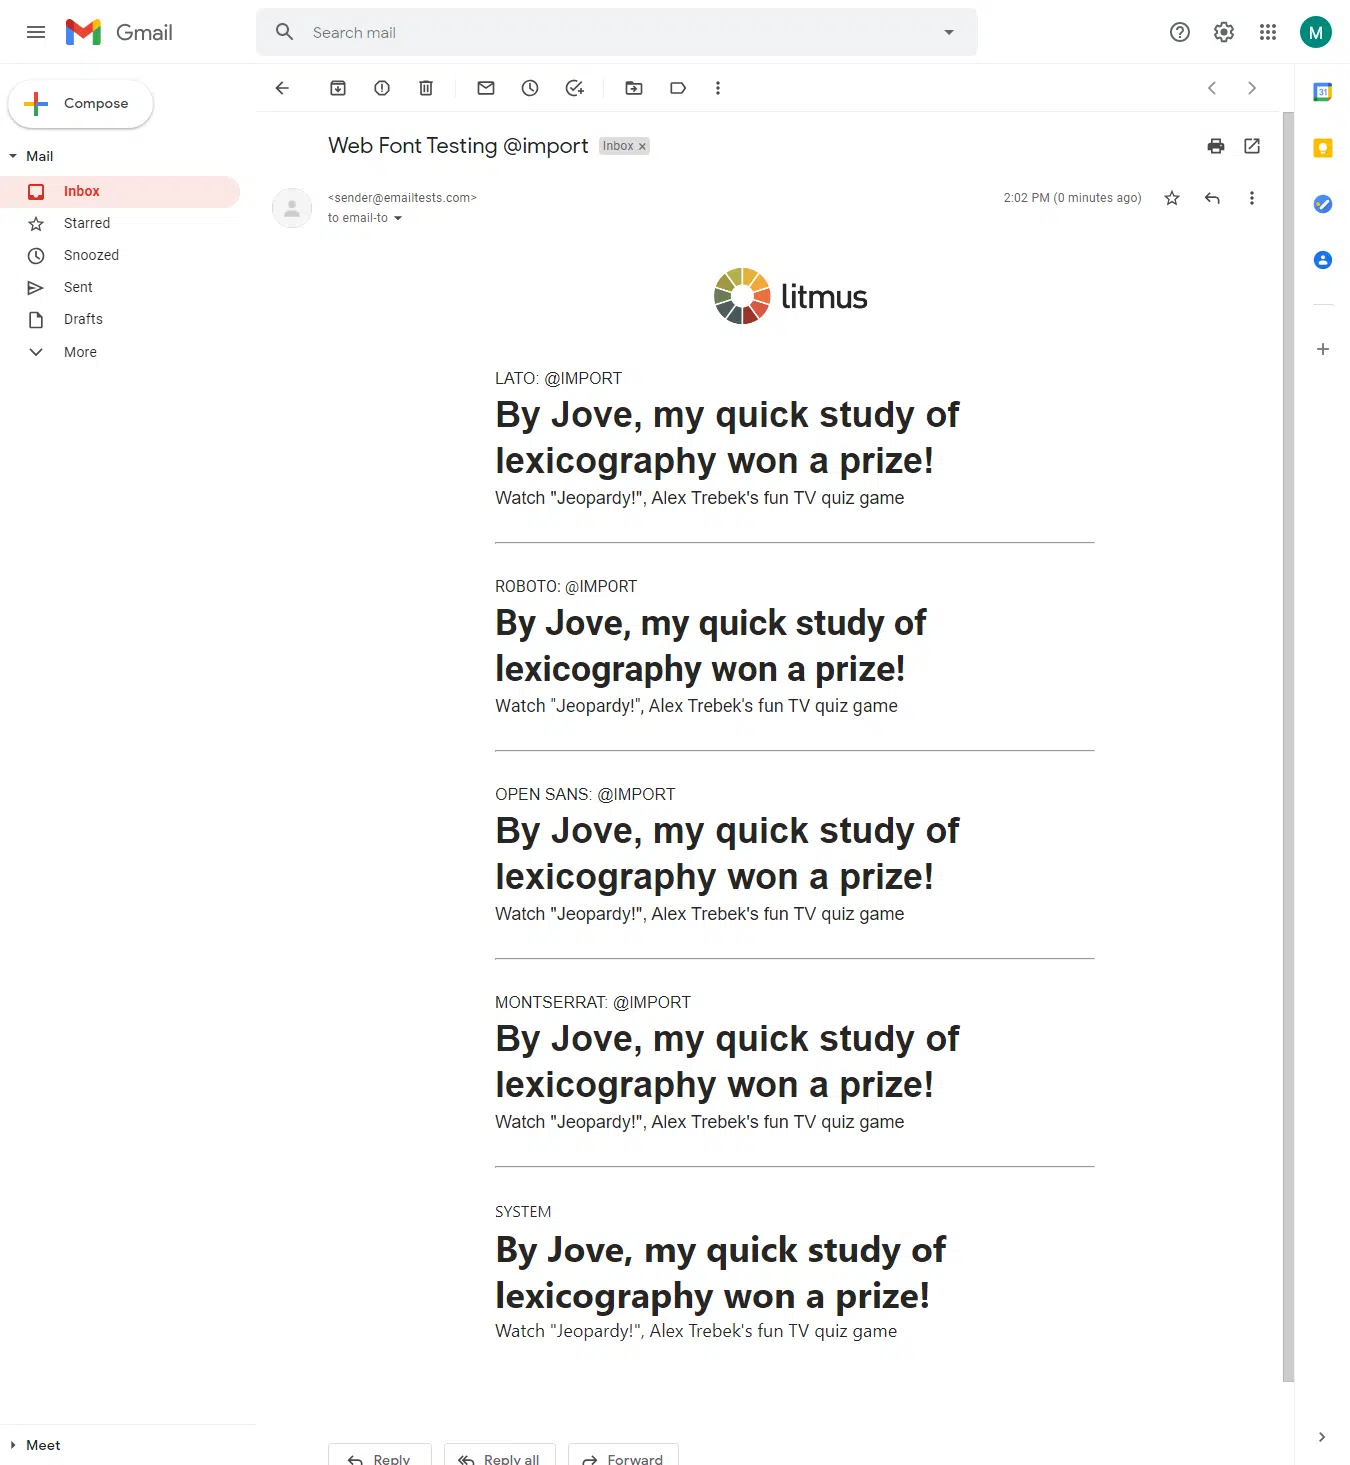 Gmail
Search mail
M
Compose
Mail
Inbox
Starred
Snoozed
Sent
Drafts
More
Web Font Testing @import Inbox ×
<sender@emailtests.com> 2:02 PM (0 minutes ago)
to email-to
31
litmus
LATO: @IMPORT
By Jove, my quick study of
lexicography won a prize!
Watch "Jeopardy!", Alex Trebek's fun TV quiz game
ROBOTO: @IMPORT
By Jove, my quick study of
lexicography won a prize!
Watch "Jeopardy!", Alex Trebek's fun TV quiz game
OPEN SANS: @IMPORT
By Jove, my quick study of
lexicography won a prize!
Watch "Jeopardy!", Alex Trebek's fun TV quiz game
MONTSERRAT: @IMPORT
By Jove, my quick study of
lexicography won a prize!
Watch "Jeopardy!", Alex Trebek's fun TV quiz game
SYSTEM
By Jove, my quick study of
lexicography won a prize!
Watch "Jeopardy!", Alex Trebek's fun TV quiz game
Meet
Reply Reply all Forward